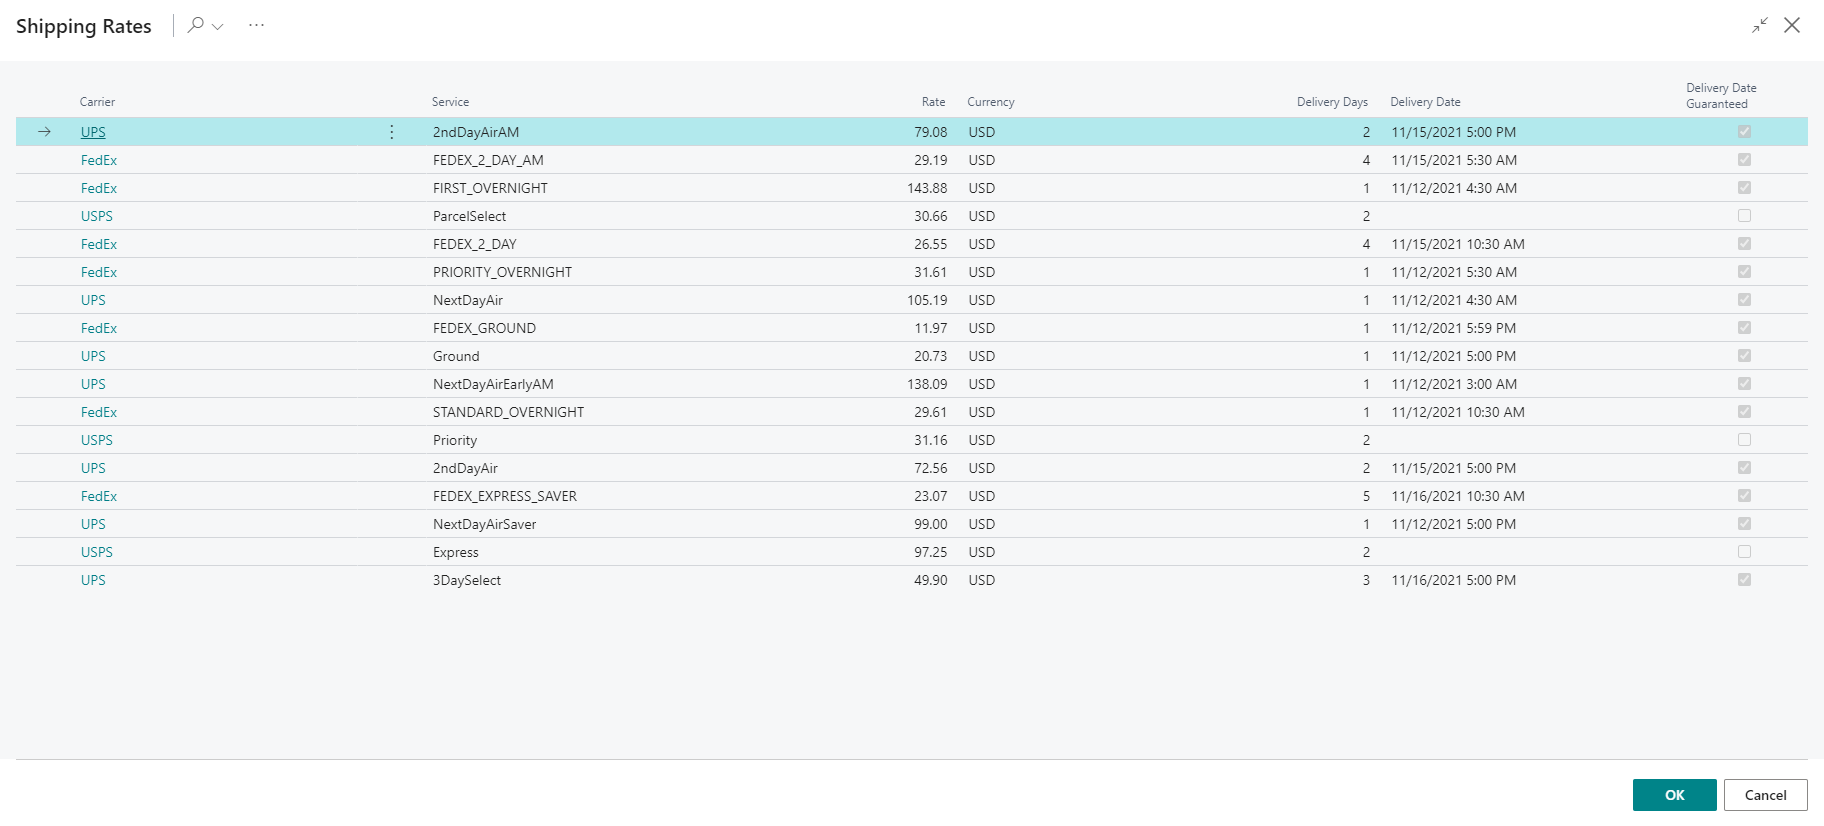 Shipping Rates
Carrier Service Rate Currency Delivery Days Delivery Date Delivery Date Guaranteed
UPS 2ndDayAirAM 79.08 USD 2 11/15/2021 5:00 PM
FedEx FEDEX_2_DAY_AM 29.19 USD 4 11/15/2021 5:30 AM
FedEx FIRST_OVERNIGHT 143.88 USD 1 11/12/2021 4:30 AM
USPS ParcelSelect 30.66 USD 2
FedEx FEDEX_2_DAY 26.55 USD 4 11/15/2021 10:30 AM
FedEx PRIORITY_OVERNIGHT 31.61 USD 1 11/12/2021 5:30 AM
UPS NextDayAir 105.19 USD 1 11/12/2021 4:30 AM
FedEx FEDEX_GROUND 11.97 USD 1 11/12/2021 5:59 PM
UPS Ground 20.73 USD 1 11/12/2021 5:00 PM
UPS NextDayAirEarlyAM 138.09 USD 1 11/12/2021 3:00 AM
FedEx STANDARD_OVERNIGHT 29.61 USD 1 11/12/2021 10:30 AM
USPS Priority 31.16 USD 2
UPS 2ndDayAir 72.56 USD 2 11/15/2021 5:00 PM
FedEx FEDEX_EXPRESS_SAVER 23.07 USD 5 11/16/2021 10:30 AM
UPS NextDayAirSaver 99.00 USD 1 11/12/2021 5:00 PM
USPS Express 97.25 USD 2
UPS 3DaySelect 49.90 USD 3 11/16/2021 5:00 PM
OK Cancel